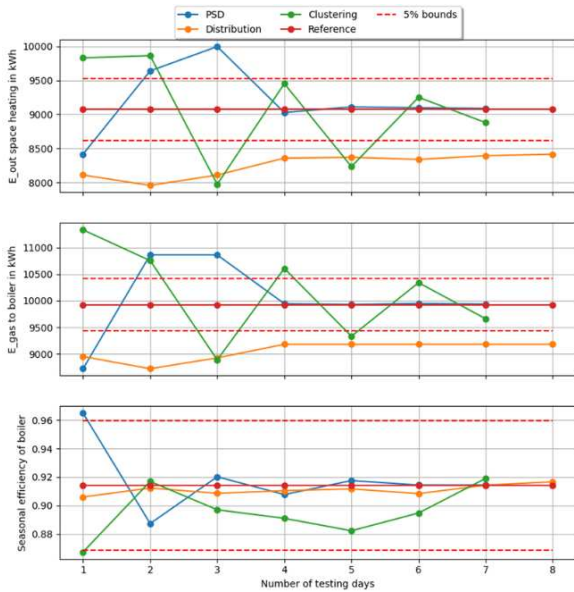 PSD
Distribution
Clustering
Reference
5% bounds
E_out space heating in kWh
10000
9500
9000
8500
8000
E_gas to boiler in kWh
11000
10500
10000
9500
9000
Seasonal efficiency of boiler
0.96
0.94
0.92
0.90
0.88
1 2 3 4 5 6 7 8
Number of testing days